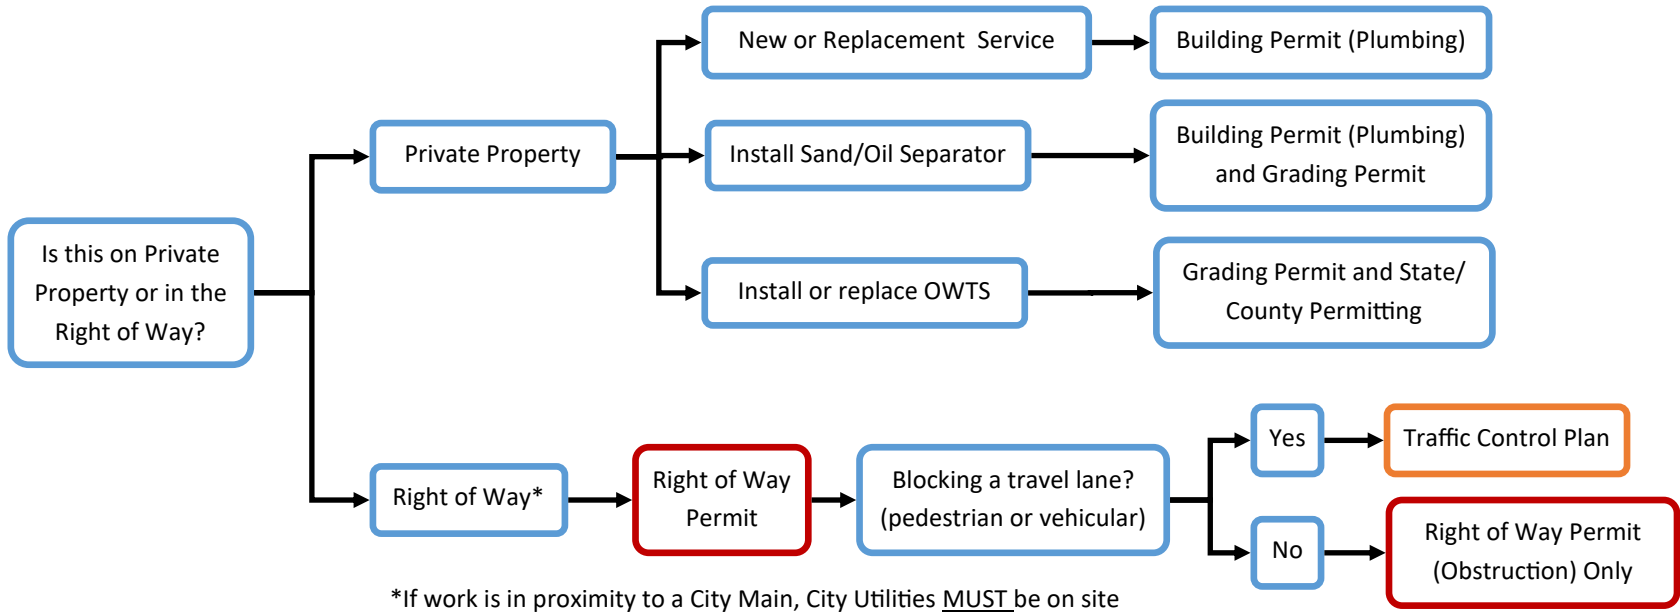 Is this on Private
Property or in the
Right of Way?
Private Property
New or Replacement Service
Building Permit (Plumbing)
Install Sand/Oil Separator
Building Permit (Plumbing)
and Grading Permit
Install or replace OWTS
Grading Permit and State/
County Permitting
Right of Way*
Right of Way
Permit
Blocking a travel lane?
(pedestrian or vehicular)
Yes
Traffic Control Plan
No
Right of Way Permit
(Obstruction) Only
*If work is in proximity to a City Main, City Utilities MUST be on site